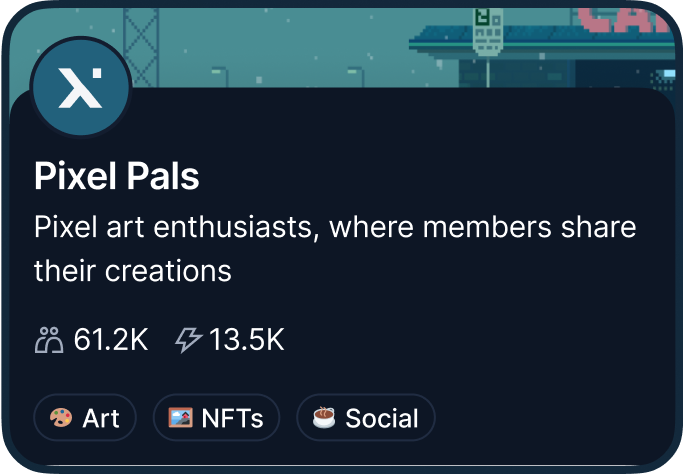 Pixel Pals
Pixel art enthusiasts, where members share
their creations
61.2K 13.5K
Art NFTs Social